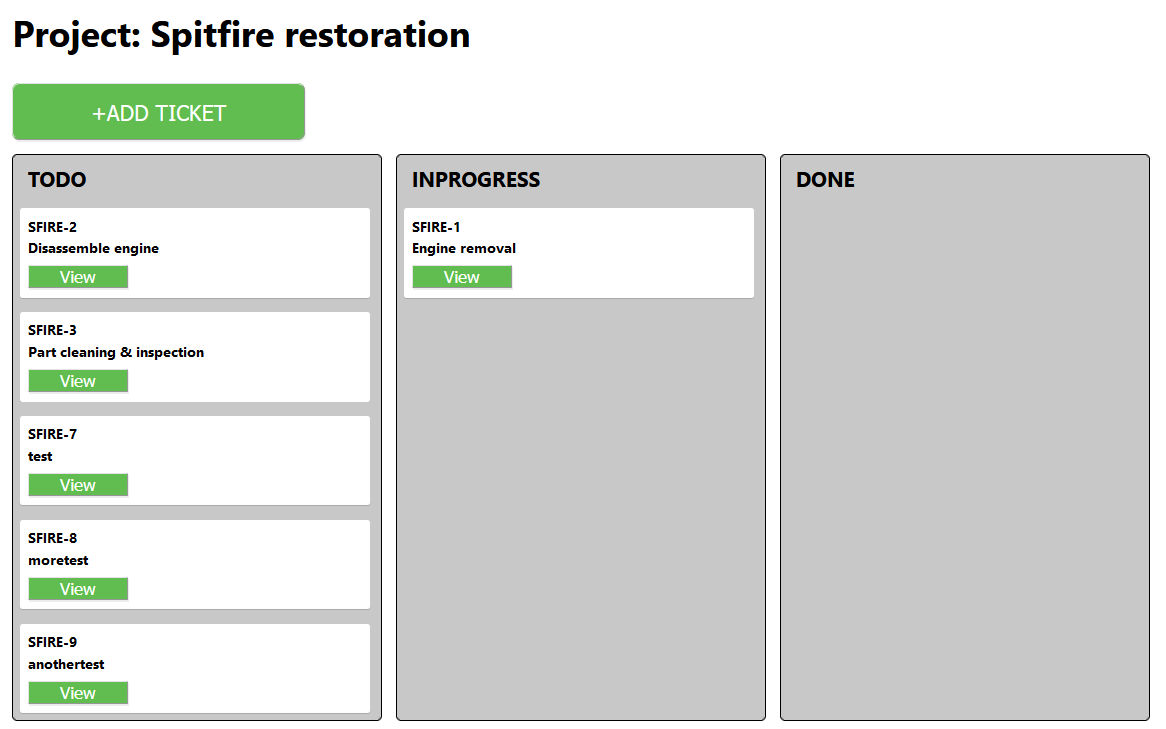 Project: Spitfire restoration
+ADD TICKET
TODO
SFIRE-2
Disassemble engine
View
SFIRE-3
Part cleaning & inspection
View
SFIRE-7
test
View
SFIRE-8
moretest
View
SFIRE-9
anothertest
View
INPROGRESS
SFIRE-1
Engine removal
View
DONE